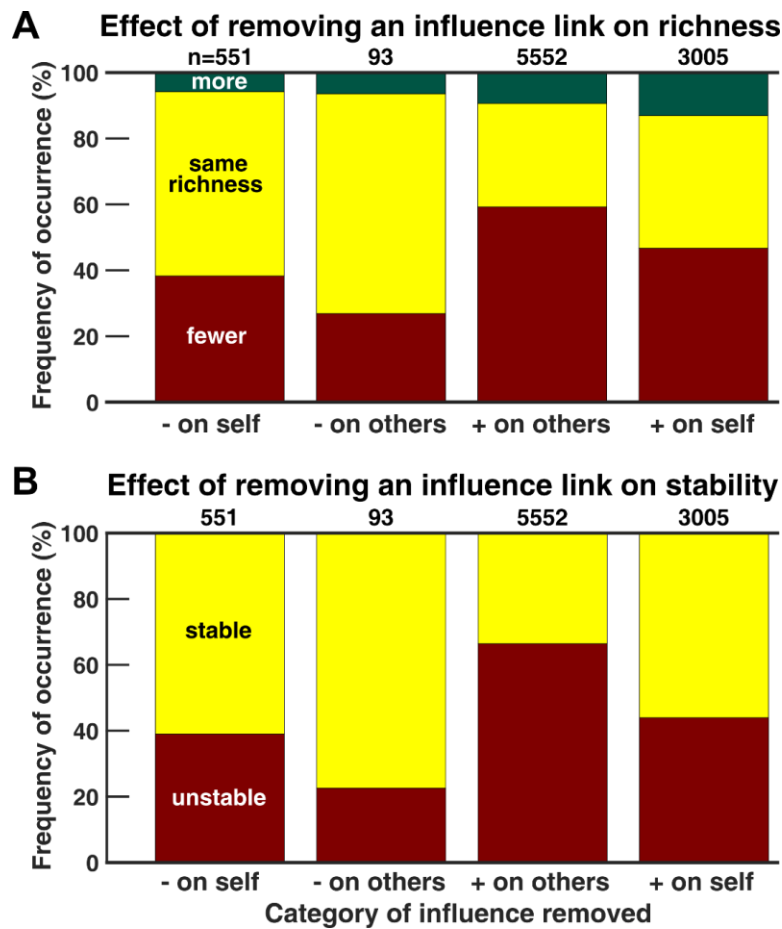 A Effect of removing an influence link on richness
n=551 93 5552 3005
Frequency of occurrence (%)
100
80
60
40
20
0
more
same
richness
fewer
- on self - on others + on others + on self
B Effect of removing an influence link on stability
551 93 5552 3005
Frequency of occurrence (%)
100
80
60
40
20
0
stable
unstable
- on self - on others + on others + on self
Category of influence removed